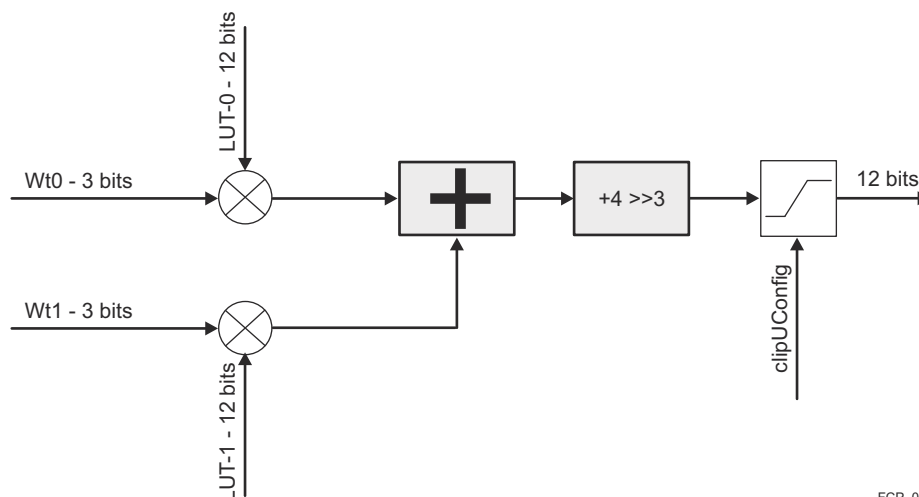 LUT-0 - 12 bits
Wt0 - 3 bits
+4 >>3
12 bits
Wt1 - 3 bits
clipUConfig
LUT-1 - 12 bits